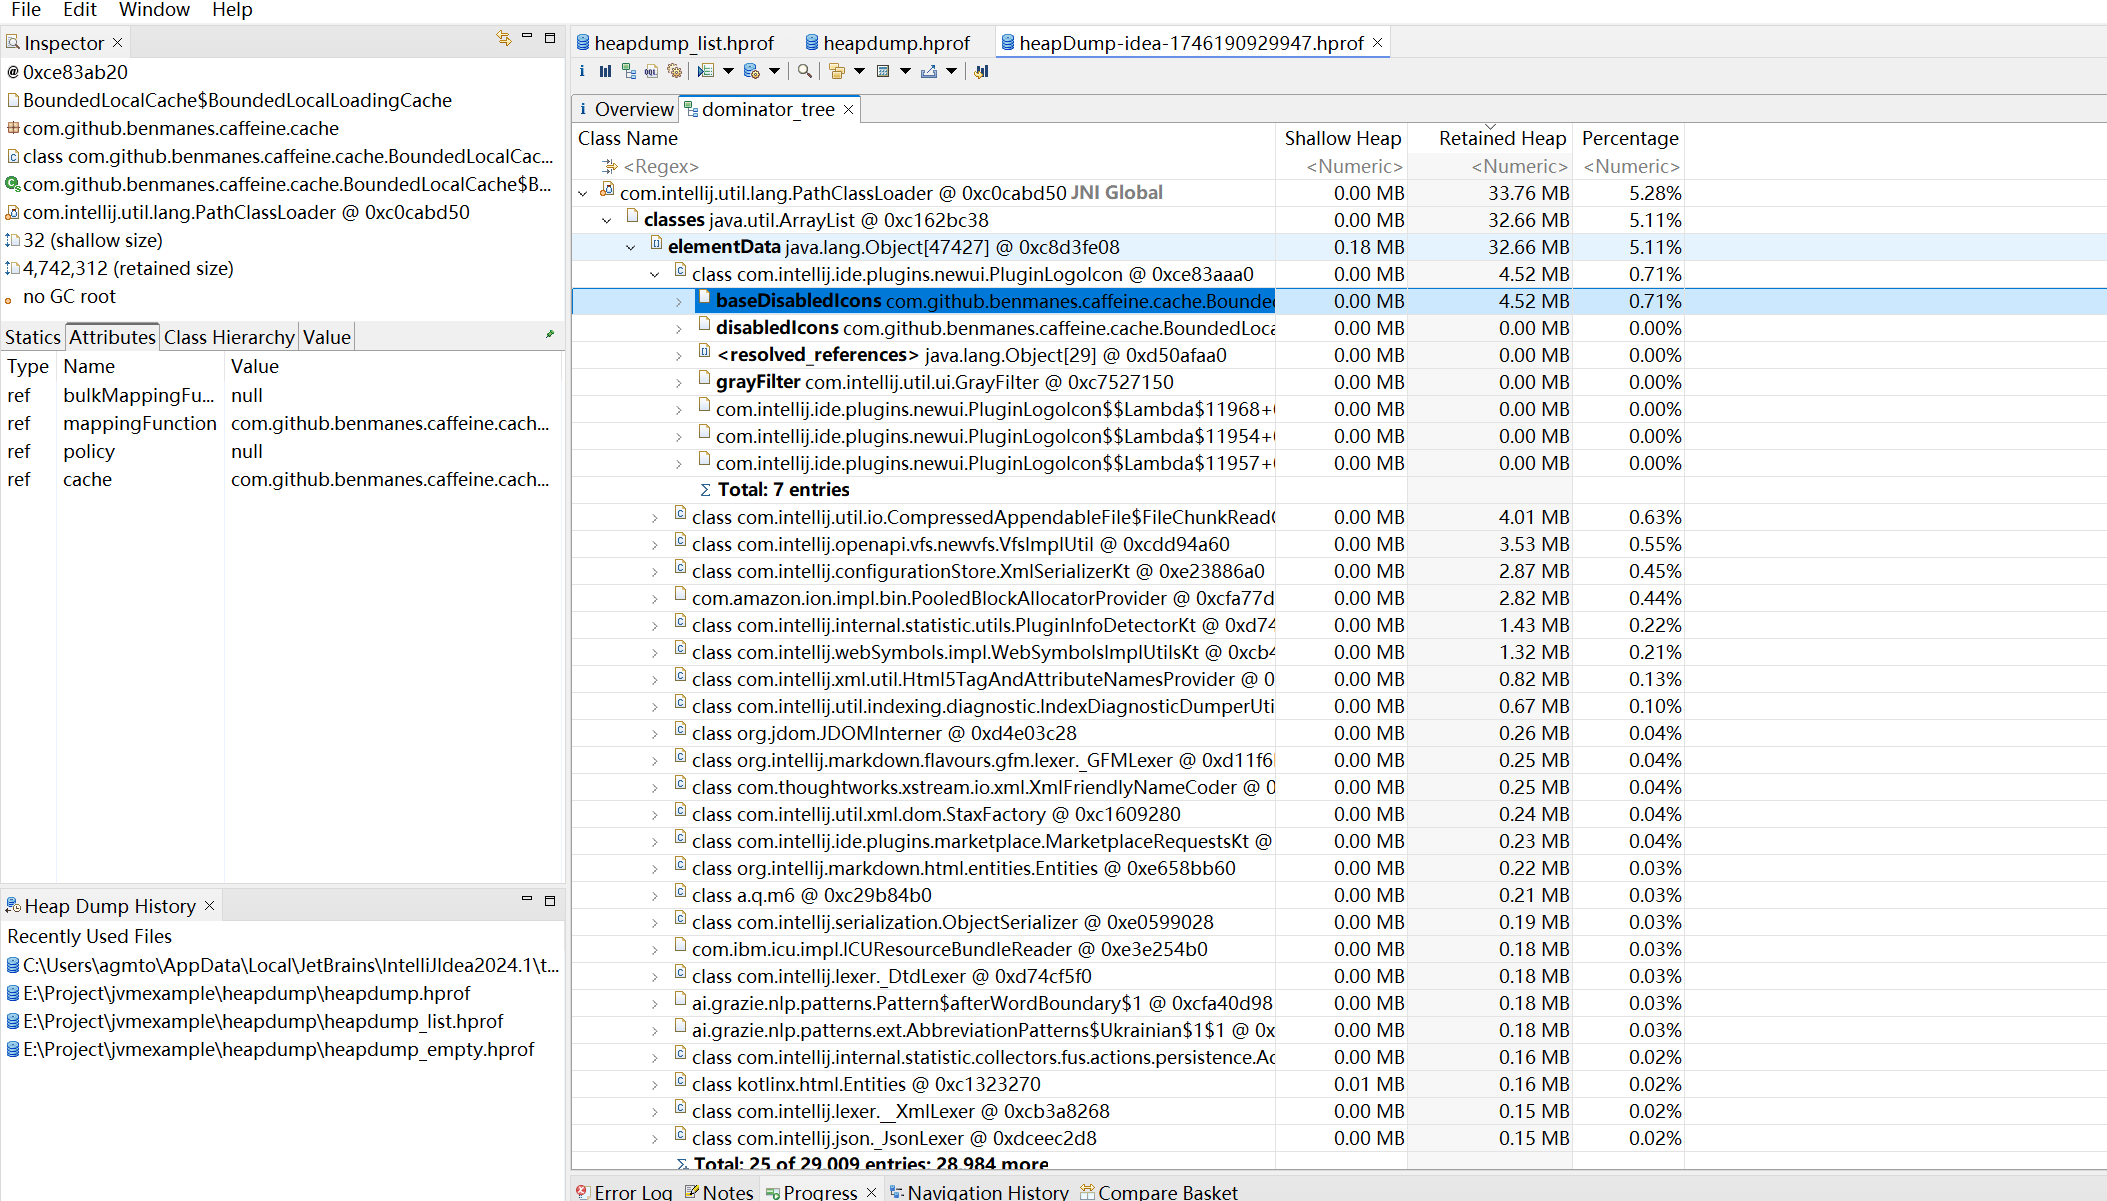 File Edit Window Help
Inspector
@ 0xce83ab20
BoundedLocalCache$BoundedLocalLoadingCache
com.github.benmanes.caffeine.cache
class com.github.benmanes.caffeine.cache.BoundedLocalCac...
com.github.benmanes.caffeine.cache.BoundedLocalCache$B...
com.intellij.util.lang.PathClassLoader @ 0xc0cabd50
32 (shallow size)
4,742,312 (retained size)
no GC root
Statics Attributes Class Hierarchy Value
Type Name Value
ref bulkMappingFu... null
ref mappingFunction com.github.benmanes.caffeine.cach...
ref policy null
ref cache com.github.benmanes.caffeine.cach...
Heap Dump History
Recently Used Files
C:\Users\agmto\AppData\Local\JetBrains\IntelliJIdea2024.1\t...
E:\Project\jvmexample\heapdump\heapdump.hprof
E:\Project\jvmexample\heapdump\heapdump_list.hprof
E:\Project\jvmexample\heapdump\heapdump_empty.hprof
heapdump_list.hprof heapdump.hprof heapDump-idea-1746190929947.hprof
Overview dominator_tree
Class Name Shallow Heap Retained Heap Percentage
<Regex> <Numeric> <Numeric> <Numeric>
com.intellij.util.lang.PathClassLoader @ 0xc0cabd50 JNI Global 0.00 MB 33.76 MB 5.28%
classes java.util.ArrayList @ 0xc162bc38 0.00 MB 32.66 MB 5.11%
elementData java.lang.Object[47427] @ 0xc8d3fe08 0.18 MB 32.66 MB 5.11%
class com.intellij.ide.plugins.newui.PluginLogoIcon @ 0xce83aaa0 0.00 MB 4.52 MB 0.71%
baseDisabledIcons com.github.benmanes.caffeine.cache.Bounde 0.00 MB 4.52 MB 0.71%
disabledIcons com.github.benmanes.caffeine.cache.BoundedLoca 0.00 MB 0.00 MB 0.00%
<resolved_references> java.lang.Object[29] @ 0xd50afaa0 0.00 MB 0.00 MB 0.00%
grayFilter com.intellij.util.ui.GrayFilter @ 0xc7527150 0.00 MB 0.00 MB 0.00%
com.intellij.ide.plugins.newui.PluginLogoIcon$$Lambda$11968+ 0.00 MB 0.00 MB 0.00%
com.intellij.ide.plugins.newui.PluginLogoIcon$$Lambda$11954+ 0.00 MB 0.00 MB 0.00%
com.intellij.ide.plugins.newui.PluginLogoIcon$$Lambda$11957+ 0.00 MB 0.00 MB 0.00%
Total: 7 entries
class com.intellij.util.io.CompressedAppendableFile$FileChunkRead 0.00 MB 4.01 MB 0.63%
class com.intellij.openapi.vfs.newvfs.VfsImplUtil @ 0xcdd94a60 0.00 MB 3.53 MB 0.55%
class com.intellij.configurationStore.XmlSerializerKt @ 0xe23886a0 0.00 MB 2.87 MB 0.45%
com.amazon.ion.impl.bin.PooledBlockAllocatorProvider @ 0xcfa77d 0.00 MB 2.82 MB 0.44%
class com.intellij.internal.statistic.utils.PluginInfoDetectorKt @ 0xd74 0.00 MB 1.43 MB 0.22%
class com.intellij.webSymbols.impl.WebSymbolsImplUtilsKt @ 0xcb4 0.00 MB 1.32 MB 0.21%
class com.intellij.xml.util.Html5TagAndAttributeNamesProvider @ 0 0.00 MB 0.82 MB 0.13%
class com.intellij.util.indexing.diagnostic.IndexDiagnosticDumperUti 0.00 MB 0.67 MB 0.10%
class org.jdom.JDOMInterner @ 0xd4e03c28 0.00 MB 0.26 MB 0.04%
class org.intellij.markdown.flavours.gfm.lexer._GFMLexer @ 0xd11f6 0.00 MB 0.25 MB 0.04%
class com.thoughtworks.xstream.io.xml.XmlFriendlyNameCoder @ 0 0.00 MB 0.25 MB 0.04%
class com.intellij.util.xml.dom.StaxFactory @ 0xc1609280 0.00 MB 0.24 MB 0.04%
class com.intellij.ide.plugins.marketplace.MarketplaceRequestsKt @ 0.00 MB 0.23 MB 0.04%
class org.intellij.markdown.html.entities.Entities @ 0xe658bb60 0.00 MB 0.22 MB 0.03%
class a.q.m6 @ 0xc29b84b0 0.00 MB 0.21 MB 0.03%
class com.intellij.serialization.ObjectSerializer @ 0xe0599028 0.00 MB 0.19 MB 0.03%
com.ibm.icu.impl.ICUResourceBundleReader @ 0xe3e254b0 0.00 MB 0.18 MB 0.03%
class com.intellij.lexer._DtdLexer @ 0xd74cf5f0 0.00 MB 0.18 MB 0.03%
ai.grazie.nlp.patterns.Pattern$afterWordBoundary$1 @ 0xcfa40d98 0.00 MB 0.18 MB 0.03%
ai.grazie.nlp.patterns.ext.AbbreviationPatterns$Ukrainian$1$1 @ 0x 0.00 MB 0.18 MB 0.03%
class com.intellij.internal.statistic.collectors.fus.actions.persistence.Ac 0.00 MB 0.16 MB 0.02%
class kotlinx.html.Entities @ 0xc1323270 0.01 MB 0.16 MB 0.02%
class com.intellij.lexer.__XmlLexer @ 0xcb3a8268 0.00 MB 0.15 MB 0.02%
class com.intellij.json._JsonLexer @ 0xdceec2d8 0.00 MB 0.15 MB 0.02%
Total: 25 of 29,009 entries; 28,984 more
Error Log Notes Progress Navigation History Compare Basket